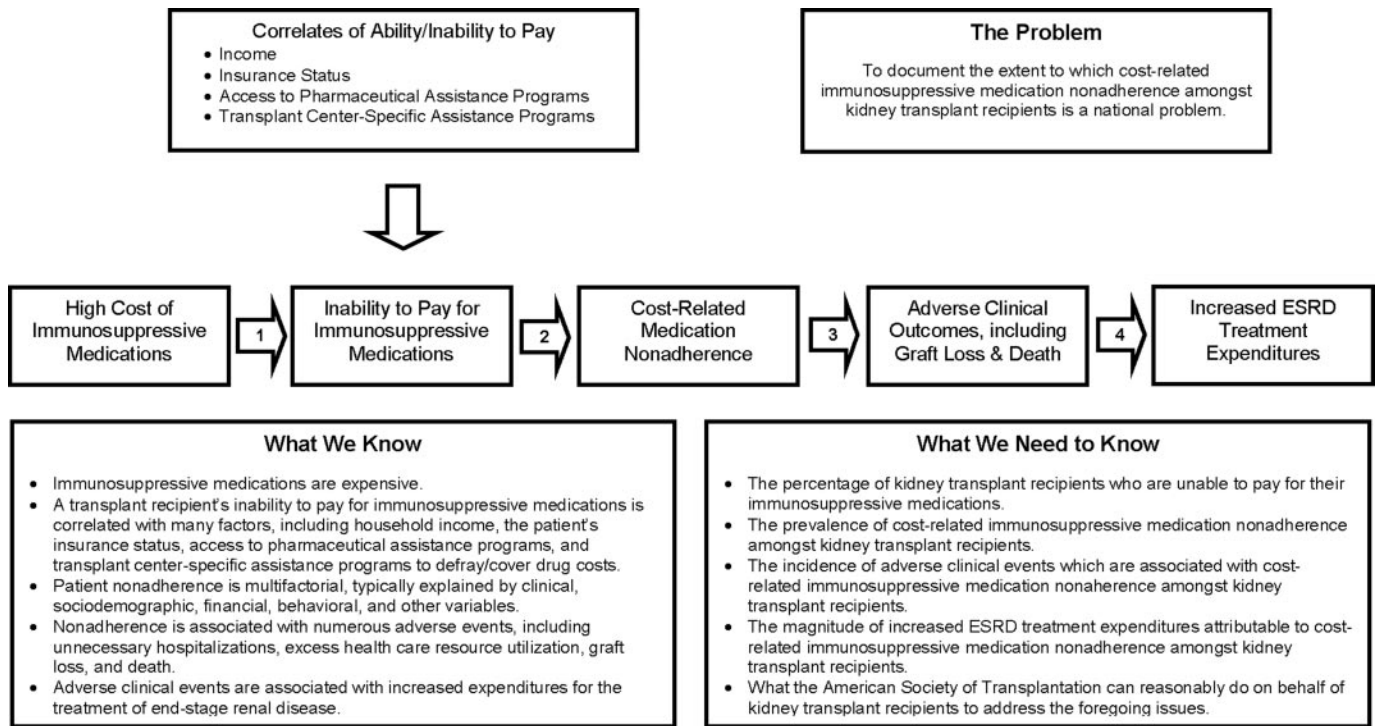 Correlates of Ability/Inability to Pay
• Income
• Insurance Status
• Access to Pharmaceutical Assistance Programs
• Transplant Center-Specific Assistance Programs
The Problem
To document the extent to which cost-related
immunosuppressive medication nonadherence amongst
kidney transplant recipients is a national problem.
High Cost of
Immunosuppressive
Medications
1
Inability to Pay for
Immunosuppressive
Medications
2
Cost-Related
Medication
Nonadherence
3
Adverse Clinical
Outcomes, including
Graft Loss & Death
4
Increased ESRD
Treatment
Expenditures
What We Know
• Immunosuppressive medications are expensive.
• A transplant recipient's inability to pay for immunosuppressive medications is
correlated with many factors, including household income, the patient's
insurance status, access to pharmaceutical assistance programs, and
transplant center-specific assistance programs to defray/cover drug costs.
• Patient nonadherence is multifactorial, typically explained by clinical,
sociodemographic, financial, behavioral, and other variables.
• Nonadherence is associated with numerous adverse events, including
unnecessary hospitalizations, excess health care resource utilization, graft
loss, and death.
• Adverse clinical events are associated with increased expenditures for the
treatment of end-stage renal disease.
What We Need to Know
• The percentage of kidney transplant recipients who are unable to pay for their
immunosuppressive medications.
• The prevalence of cost-related immunosuppressive medication nonadherence
amongst kidney transplant recipients.
• The incidence of adverse clinical events which are associated with cost-
related immunosuppressive medication nonaherence amongst kidney
transplant recipients.
• The magnitude of increased ESRD treatment expenditures attributable to cost-
related immunosuppressive medication nonadherence amongst kidney
transplant recipients.
• What the American Society of Transplantation can reasonably do on behalf of
kidney transplant recipients to address the foregoing issues.